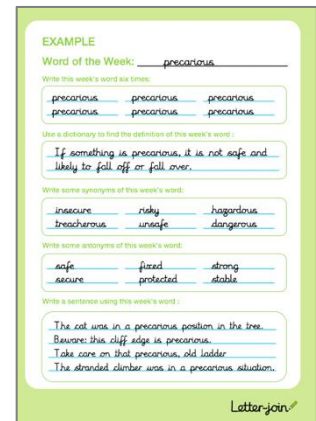 EXAMPLE
Word of the Week: precarious
Write this week's word six times:
precarious precarious precarious
precarious precarious precarious
Use a dictionary to find the definition of this week's word :
If something is precarious, it is not safe and
likely to fall off or fall over.
Write some synonyms of this week's word:
insecure risky hazardous
treacherous unsafe dangerous
Write some antonyms of this week's word:
safe fixed strong
secure protected stable
Write a sentence using this week's word :
The cat was in a precarious position in the tree.
Beware: this cliff edge is precarious.
Take care on that precarious, old ladder
The stranded climber was in a precarious situation.
Letter-join